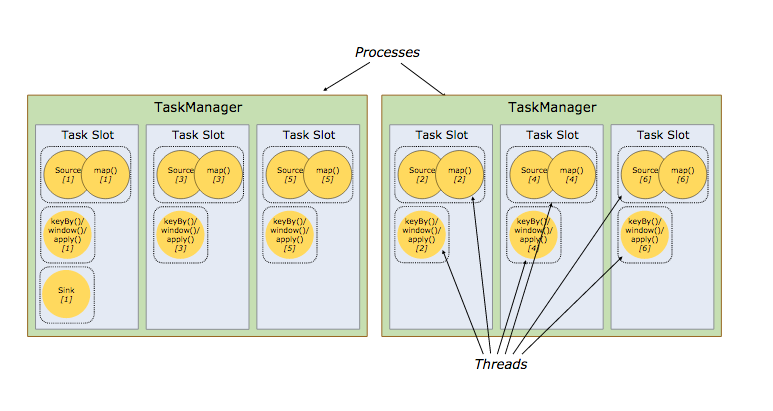 Processes
TaskManager
Task Slot
Source
[1]
map()
[1]
keyBy()/
window()/
apply()
[1]
Sink
[1]
Task Slot
Source
[3]
map()
[3]
keyBy()/
window()/
apply()
[3]
Task Slot
Source
[5]
map()
[5]
keyBy()/
window()/
apply()
[5]
TaskManager
Task Slot
Source
[2]
map()
[2]
keyBy()/
window()/
apply()
[2]
Task Slot
Source
[4]
map()
[4]
keyBy()/
window()/
apply()
[4]
Task Slot
Source
[6]
map()
[6]
keyBy()/
window()/
apply()
[6]
Threads